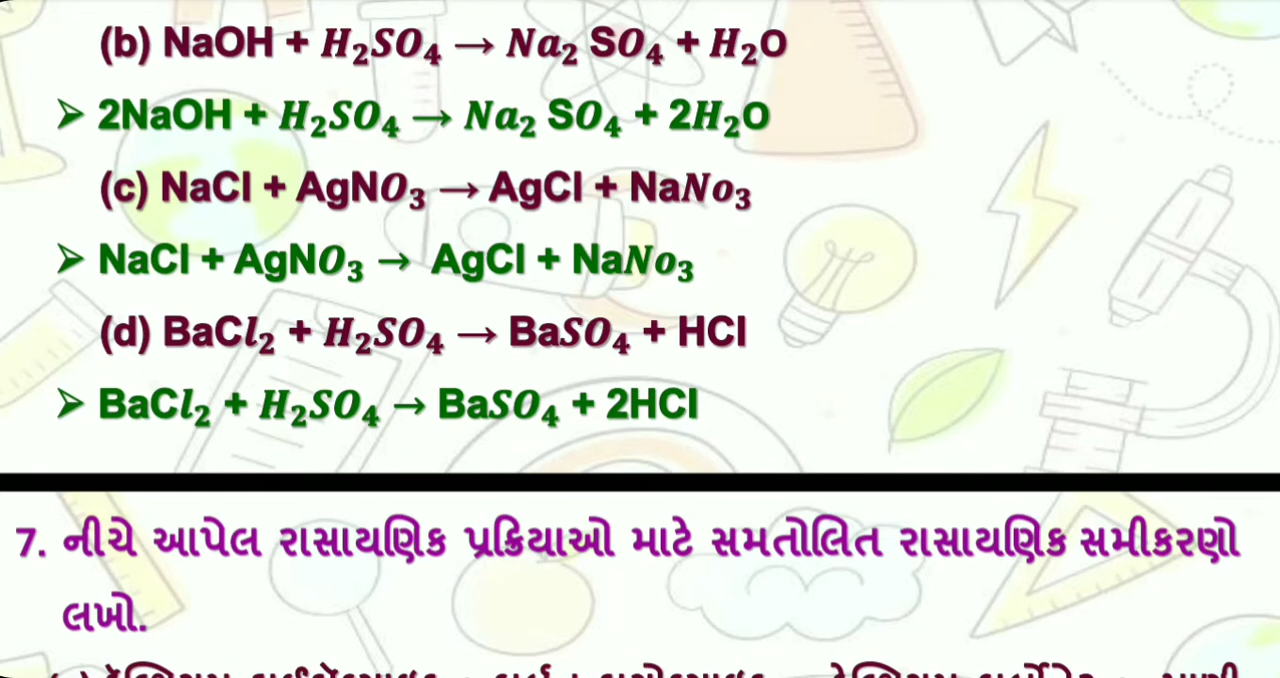 (b) NaOH + H₂SO₄ → Na₂ SO₄ + H₂O
➢ 2NaOH + H₂SO₄ → Na₂ SO₄ + 2H₂O
(c) NaCl + AgNO₃ → AgCl + NaNo₃
➢ NaCl + AgNO₃ → AgCl + NaNo₃
(d) BaCl₂ + H₂SO₄ → BaSO₄ + HCl
➢ BaCl₂ + H₂SO₄ → BaSO₄ + 2HCl
7. નીચે આપેલ રાસાયણિક પ્રક્રિયાઓ માટે સમતોલિત રાસાયણિક સમીકરણો
લખો.